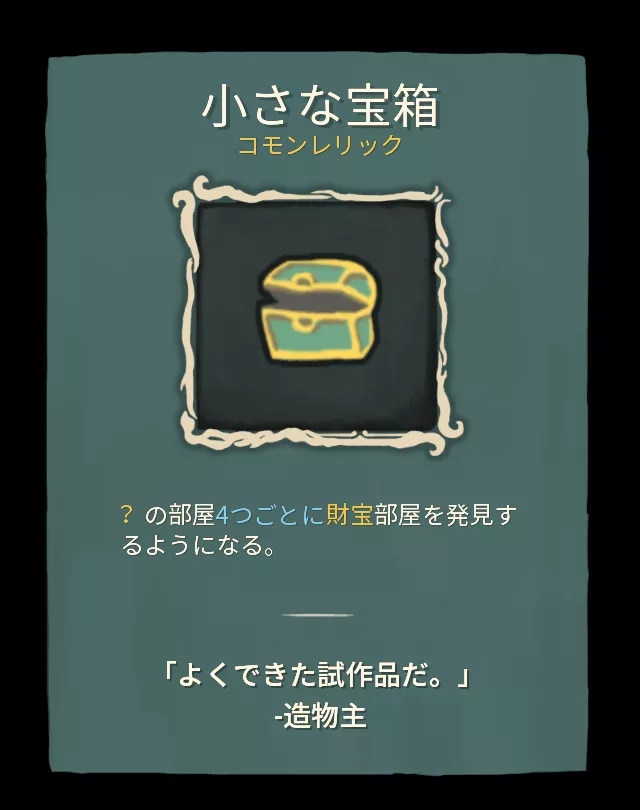 小さな宝箱
コモンレリック
? の部屋4つごとに財宝部屋を発見す
るようになる。
「よくできた試作品だ。」
-造物主